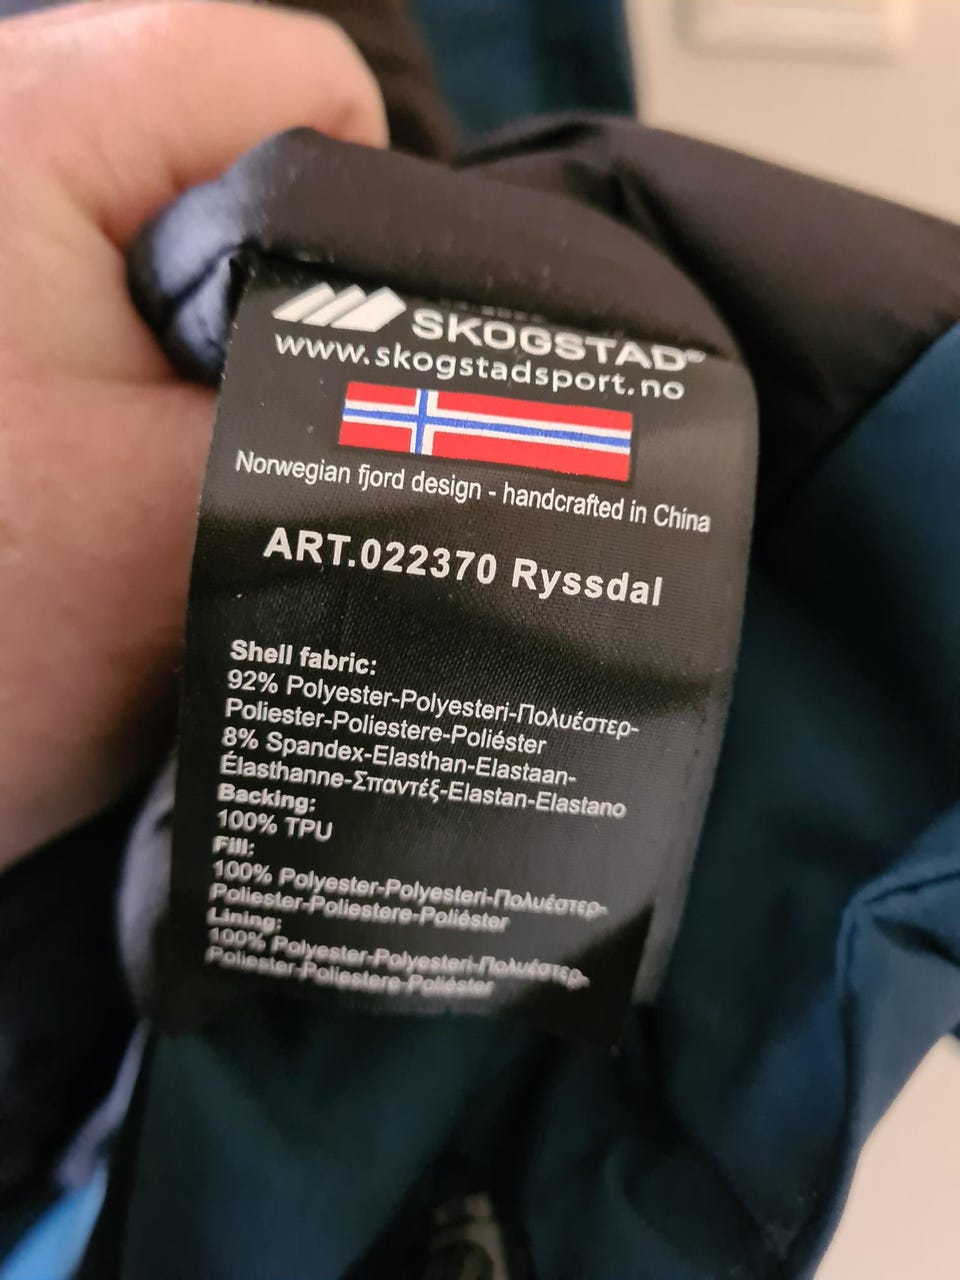 SKOGSTAD®
www.skogstadsport.no
Norwegian fjord design - handcrafted in China
ART.022370 Ryssdal
Shell fabric:
92% Polyester-Polyesteri-Πολυέστερ-
Poliester-Poliestere-Poliéster
8% Spandex-Elasthan-Elastaan-
Élasthanne-Σπαντέξ-Elastan-Elastano
Backing:
100% TPU
Fill:
100% Polyester-Polyesteri-Πολυέστερ-
Poliester-Poliestere-Poliéster
Lining:
100% Polyester-Polyesteri-Πολυέστερ-
Poliester-Poliestere-Poliéster